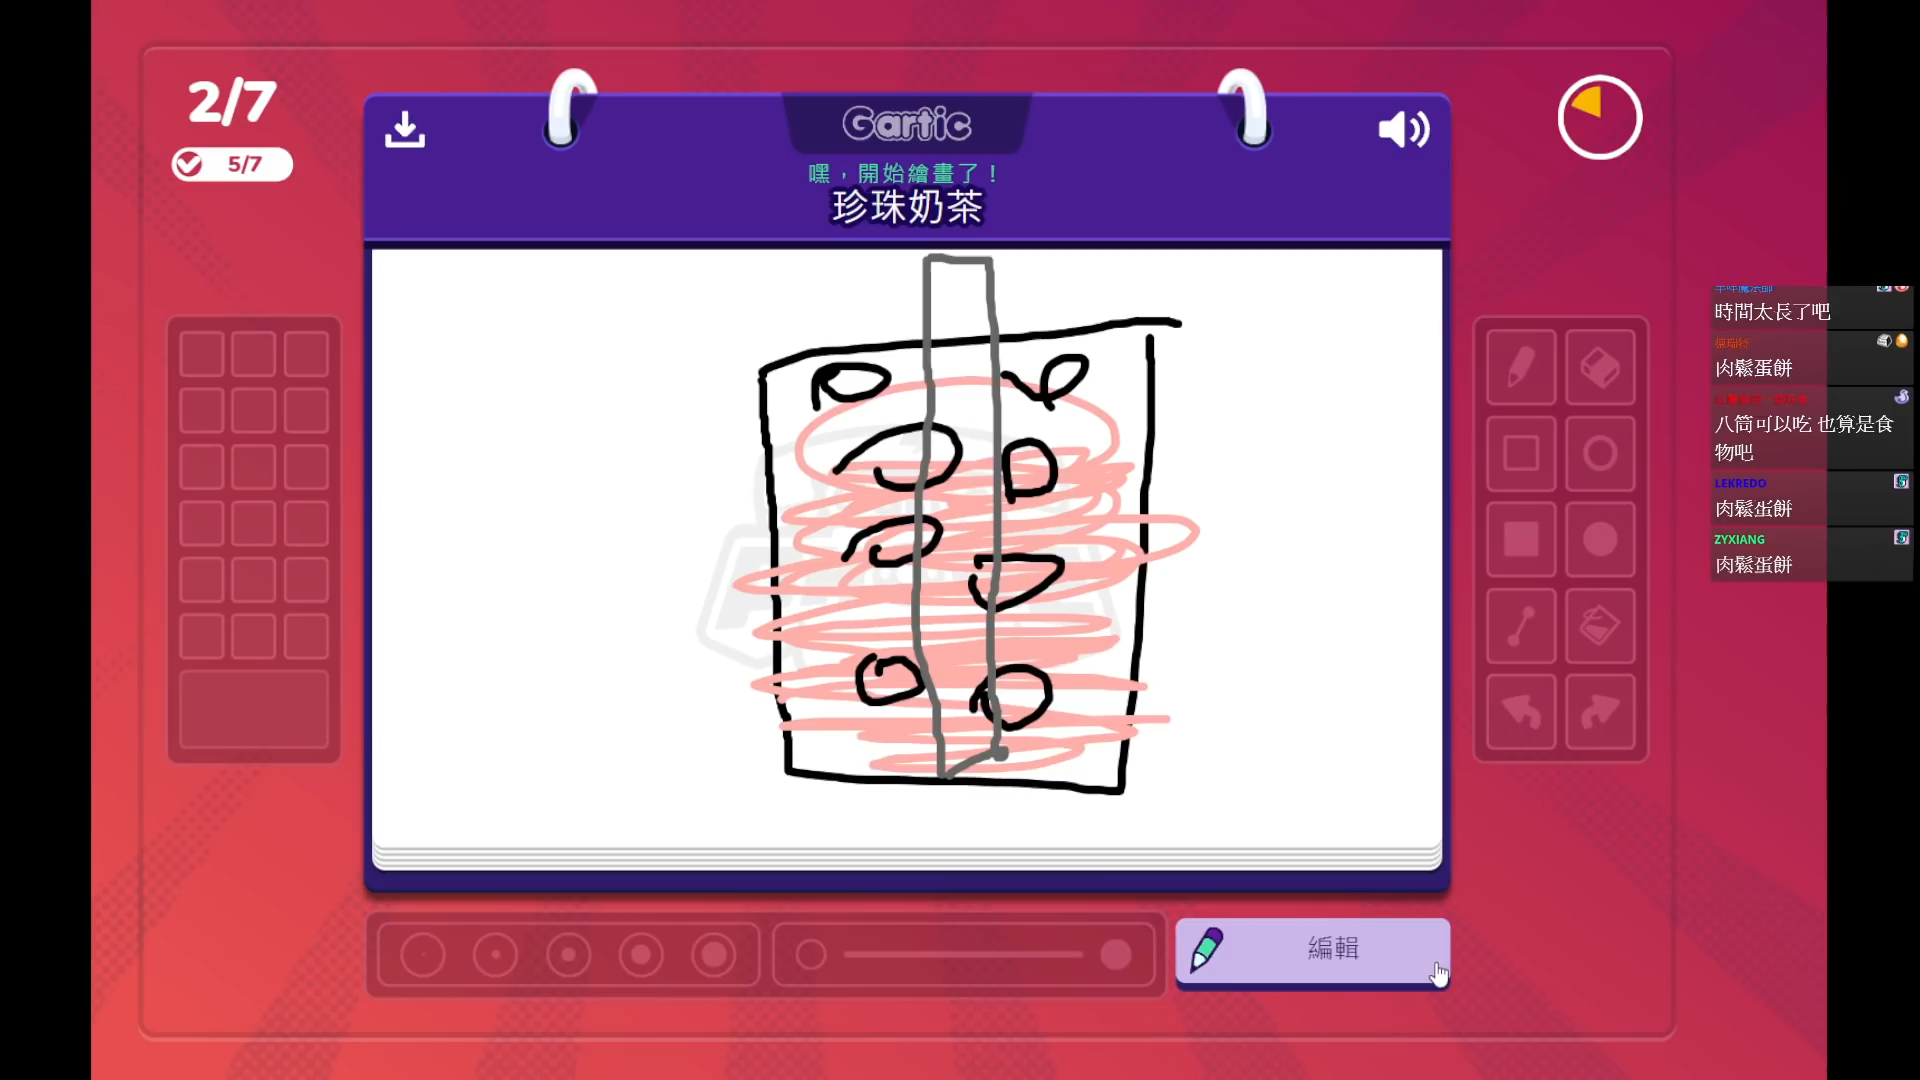 2/7
5/7
Gartic
嘿，開始繪畫了！
珍珠奶茶
時間太長了吧
肉鬆蛋餅
八筒可以吃 也算是食
物吧
LEKREDO
肉鬆蛋餅
ZYXIANG
肉鬆蛋餅
編輯